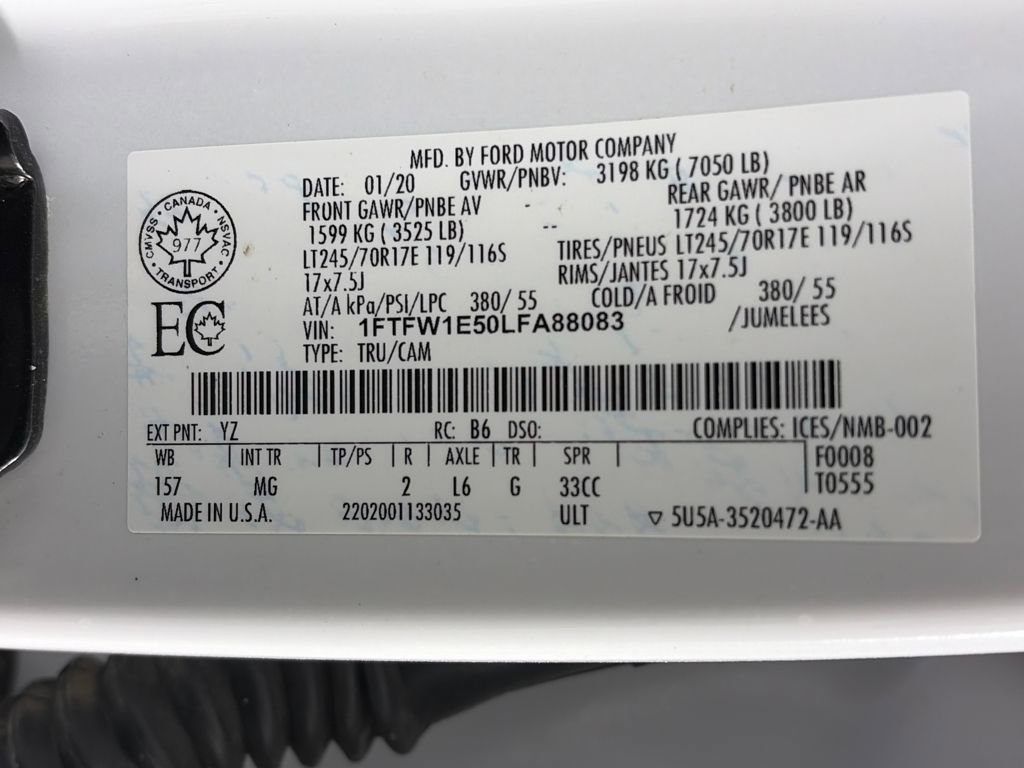 MFD. BY FORD MOTOR COMPANY
DATE: 01/20 GVWR/PNBV: 3198 KG ( 7050 LB)
FRONT GAWR/PNBE AV - REAR GAWR/ PNBE AR
1599 KG ( 3525 LB) -- 1724 KG ( 3800 LB)
LT245/70R17E 119/116S TIRES/PNEUS LT245/70R17E 119/116S
17x7.5J RIMS/JANTES 17x7.5J
AT/A kPa/PSI/LPC 380/ 55 COLD/A FROID 380/ 55
VIN: 1FTFW1E50LFA88083 /JUMELEES
TYPE: TRU/CAM
CANADA
CMVSS 977 NSVAC
TRANSPORT
EC
EXT PNT: YZ RC: B6 DSO: COMPLIES: ICES/NMB-002
WB | INT TR | TP/PS | R | AXLE | TR | SPR | F0008
157 MG 2 L6 G 33CC T0555
MADE IN U.S.A. 2202001133035 ULT ▽ 5U5A-3520472-AA